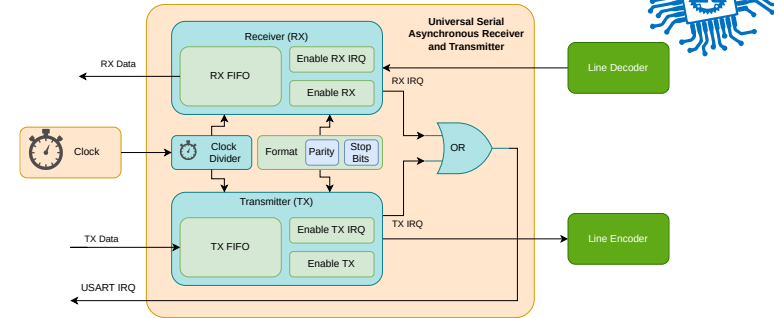 Universal Serial
Asynchronous Receiver
and Transmitter
Receiver (RX)
RX FIFO
Enable RX IRQ
Enable RX
RX Data
RX IRQ
Line Decoder
Clock
Clock
Divider
Format
Parity
Stop
Bits
OR
Transmitter (TX)
TX FIFO
Enable TX IRQ
Enable TX
TX Data
TX IRQ
Line Encoder
USART IRQ